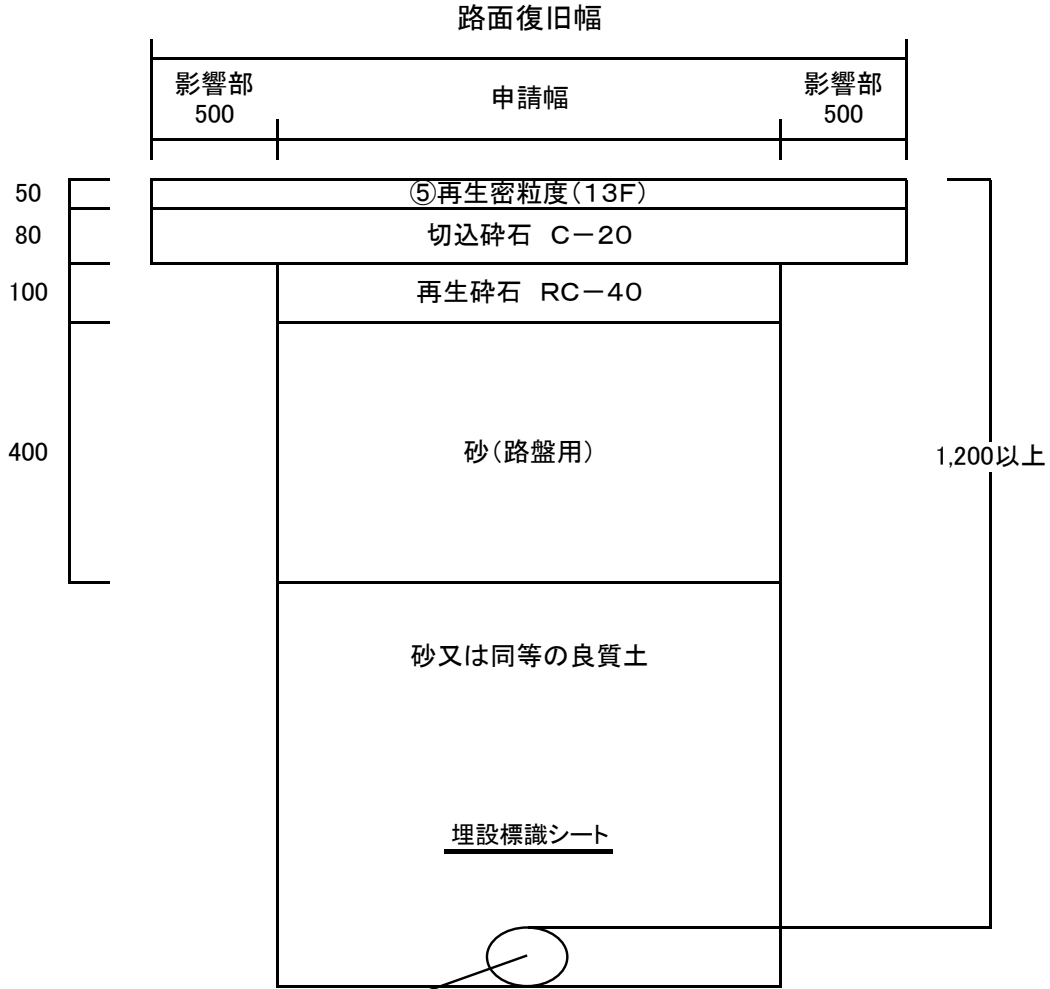 路面復旧幅
影響部
500
申請幅
影響部
500
50
⑤再生密粒度(13F)
80
切込砕石 C-20
100
再生砕石 RC-40
400
砂(路盤用)
1,200以上
砂又は同等の良質土
埋設標識シート